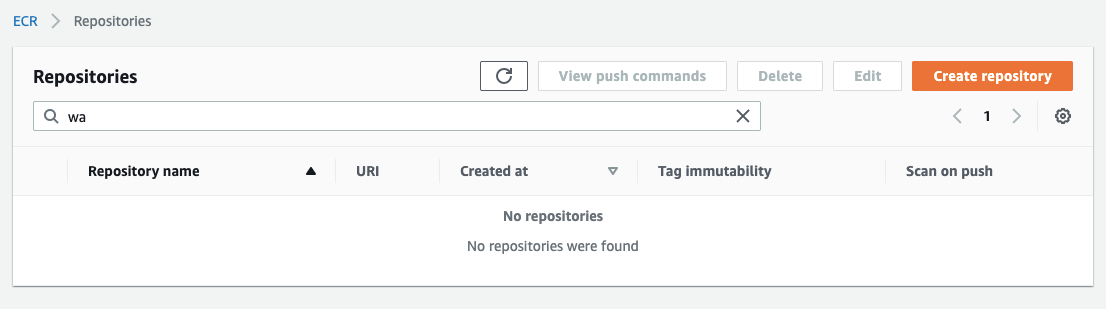 ECR Repositories
Repositories View push commands Delete Edit Create repository
wa 1
Repository name URI Created at Tag immutability Scan on push
No repositories
No repositories were found